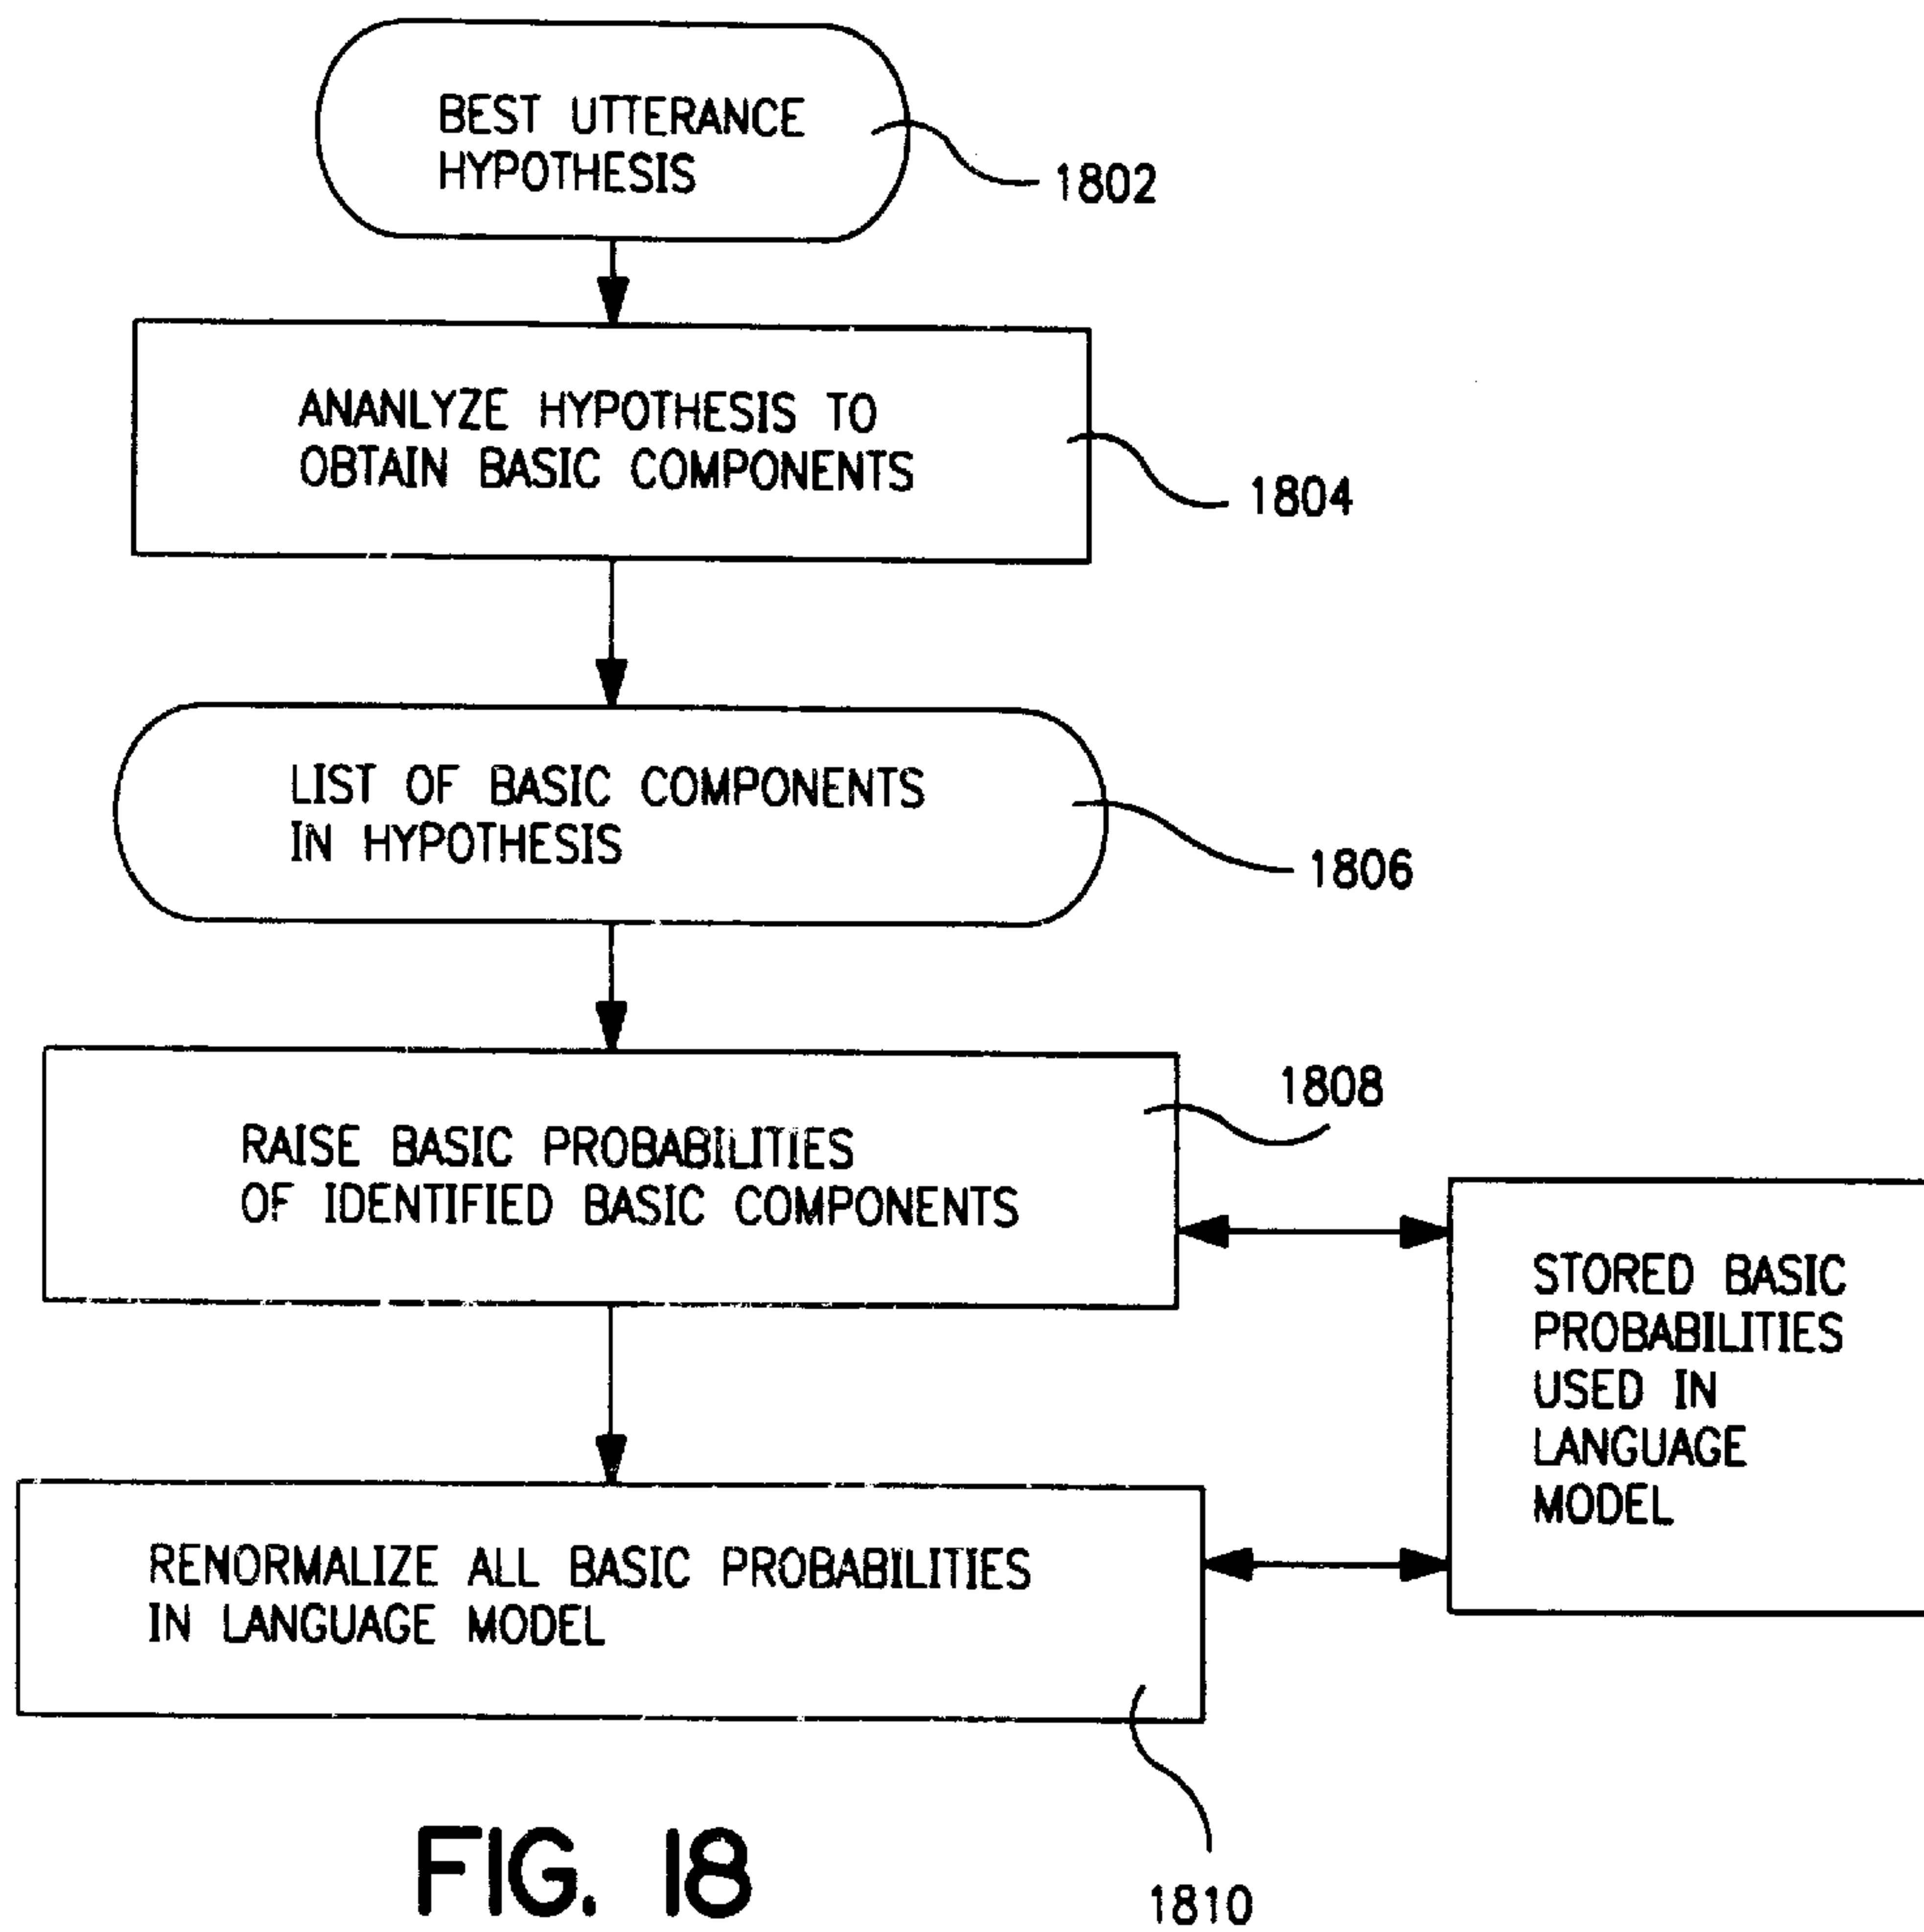 BEST UTTERANCE
HYPOTHESIS
1802
ANANLYZE HYPOTHESIS TO
OBTAIN BASIC COMPONENTS
1804
LIST OF BASIC COMPONENTS
IN HYPOTHESIS
1806
1808
RAISE BASIC PROBABILITIES
OF IDENTIFIED BASIC COMPONENTS
STORED BASIC
PROBABILITIES
USED IN
LANGUAGE
MODEL
RENORMALIZE ALL BASIC PROBABILITIES
IN LANGUAGE MODEL
1810
FIG. 18